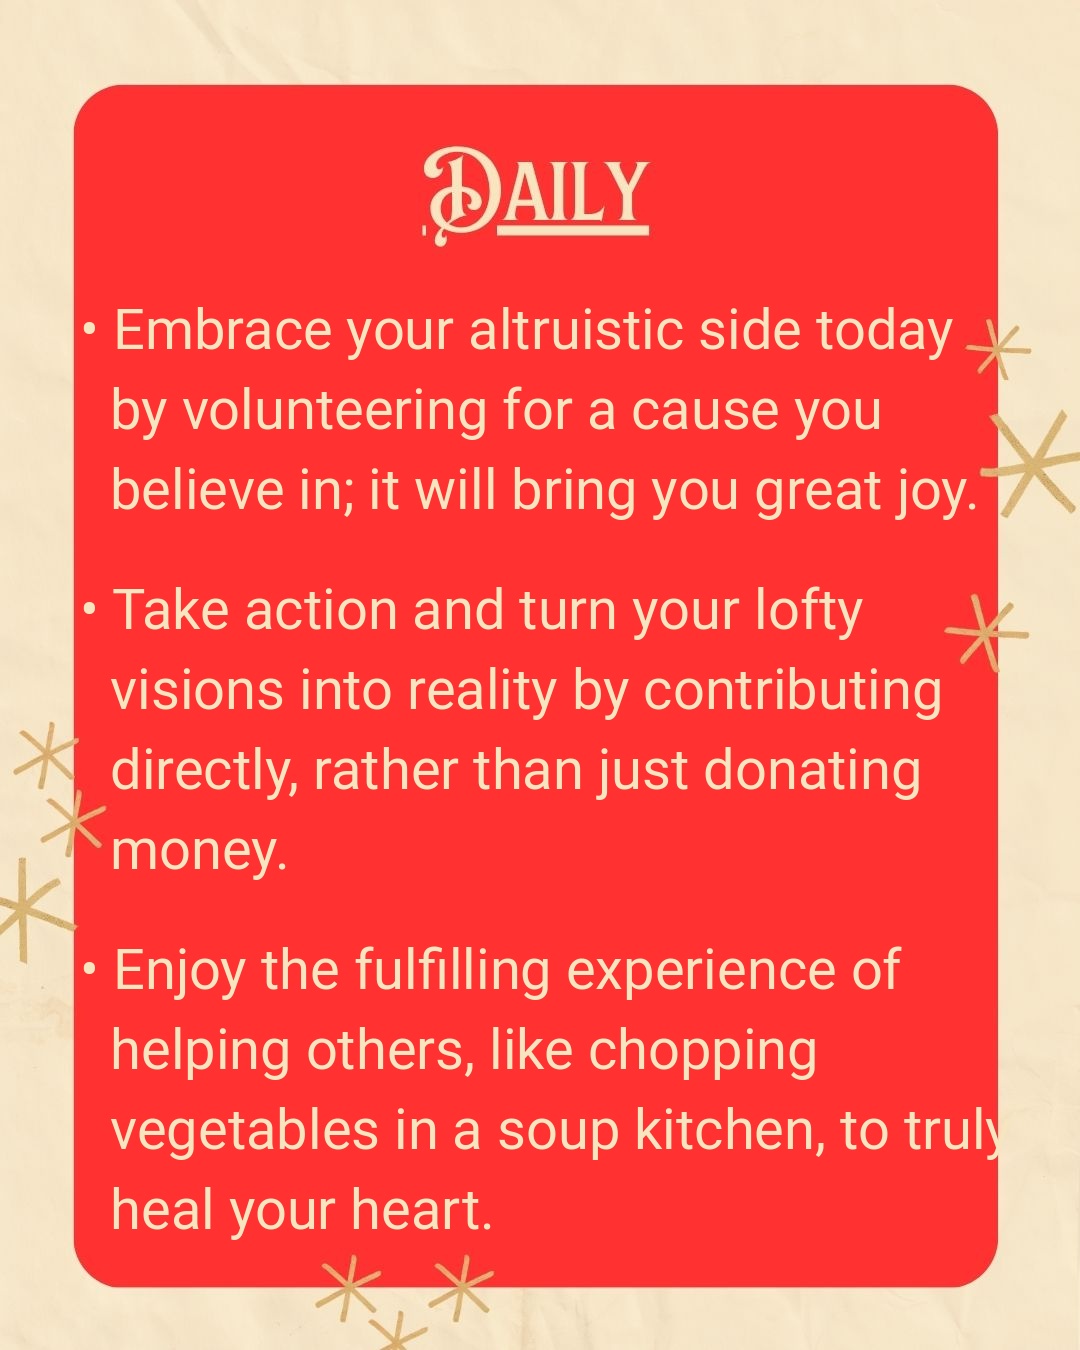 Daily
• Embrace your altruistic side today
by volunteering for a cause you
believe in; it will bring you great joy.
• Take action and turn your lofty
visions into reality by contributing
directly, rather than just donating
money.
• Enjoy the fulfilling experience of
helping others, like chopping
vegetables in a soup kitchen, to truly
heal your heart.